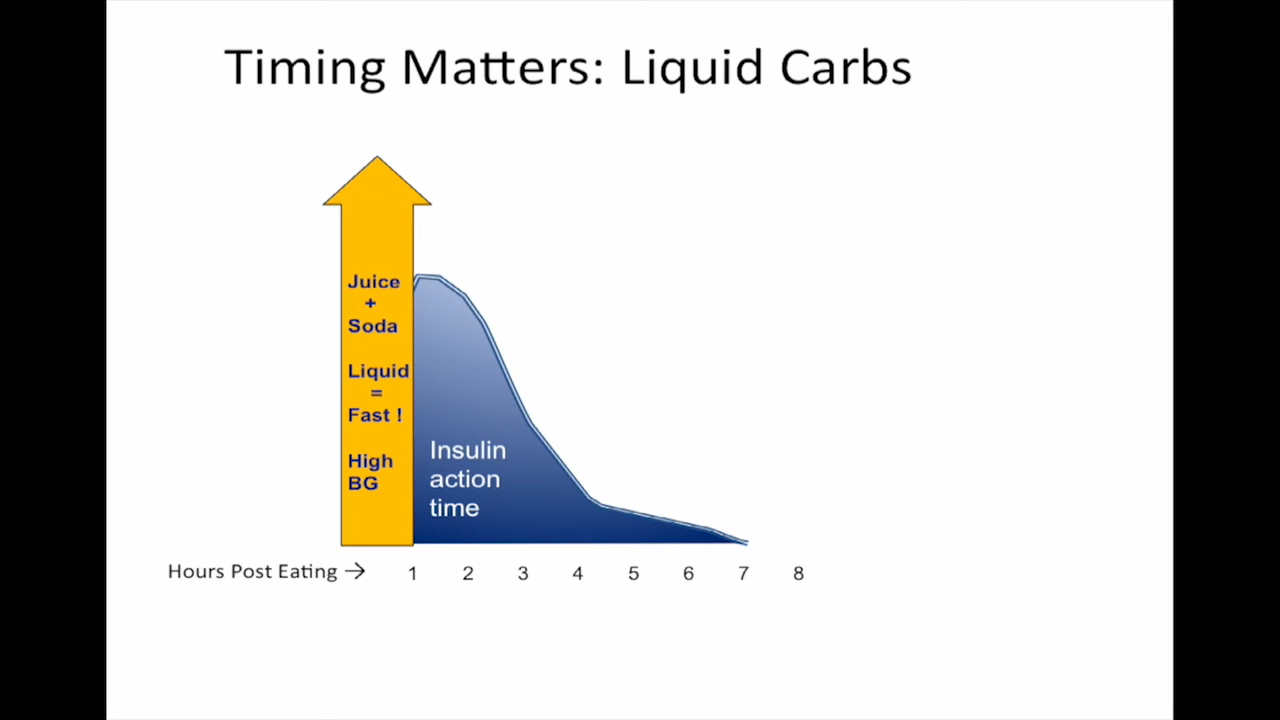 Timing Matters: Liquid Carbs
Juice
+
Soda
Liquid
=
Fast !
High
BG
Insulin
action
time
Hours Post Eating → 1 2 3 4 5 6 7 8